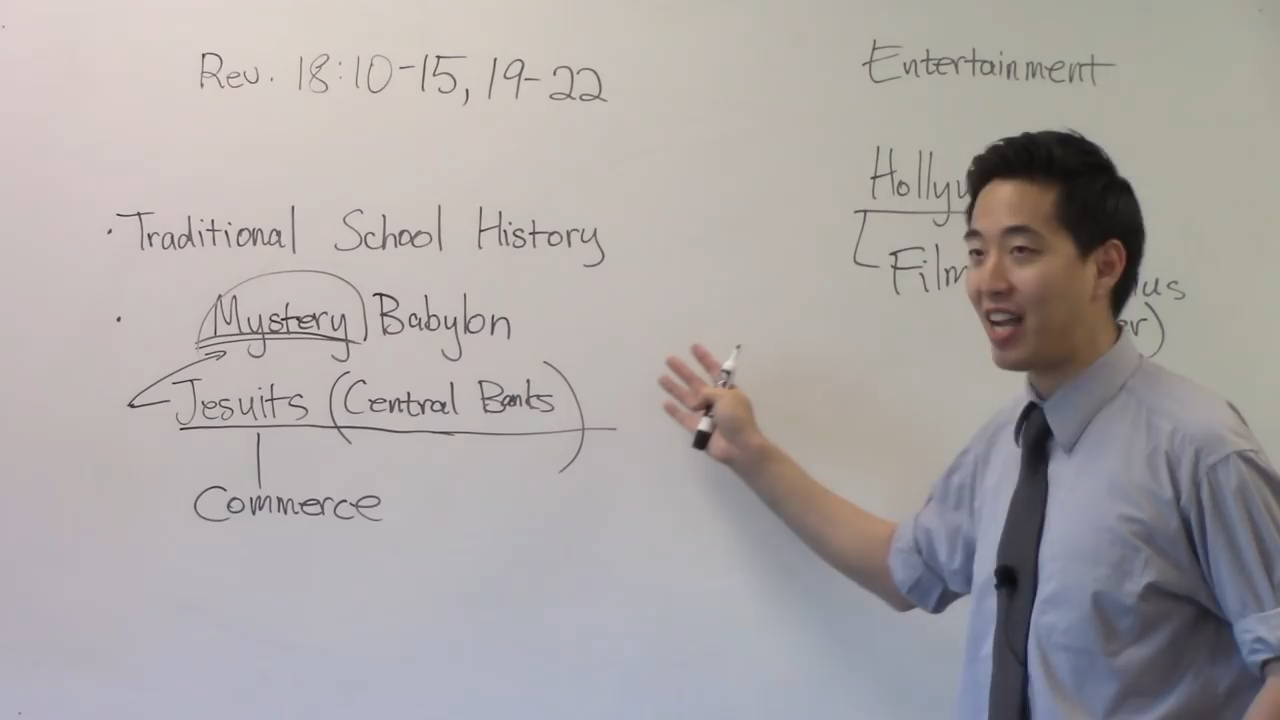 Rev. 18:10-15, 19-22
· Traditional School History
· Mystery Babylon
Jesuits (Central Banks)
Commerce
Entertainment